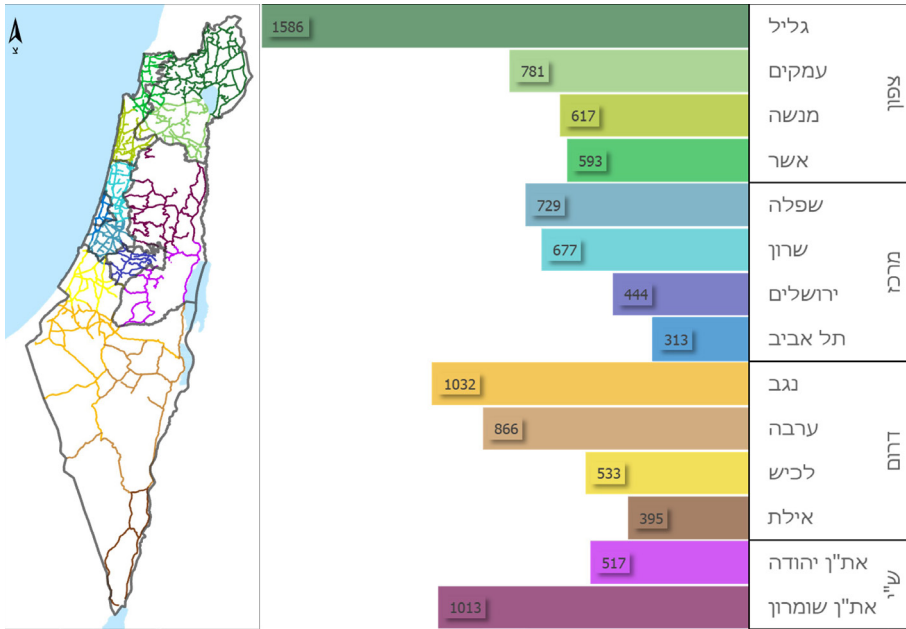 צ
צפון
גליל 1586
עמקים 781
מנשה 617
אשר 593
מרכז
שפלה 729
שרון 677
ירושלים 444
תל אביב 313
דרום
נגב 1032
ערבה 866
לכיש 533
אילת 395
ש"י
את"ן יהודה 517
את"ן שומרון 1013